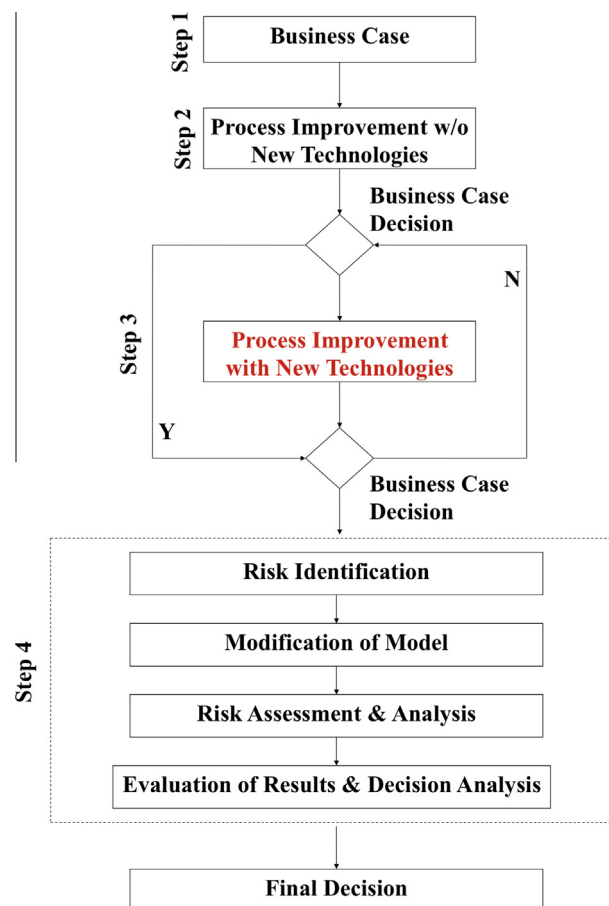 Step 1
Business Case
Step 2
Process Improvement w/o
New Technologies
Business Case
Decision
N
Step 3
Process Improvement
with New Technologies
Y
Business Case
Decision
Step 4
Risk Identification
Modification of Model
Risk Assessment & Analysis
Evaluation of Results & Decision Analysis
Final Decision